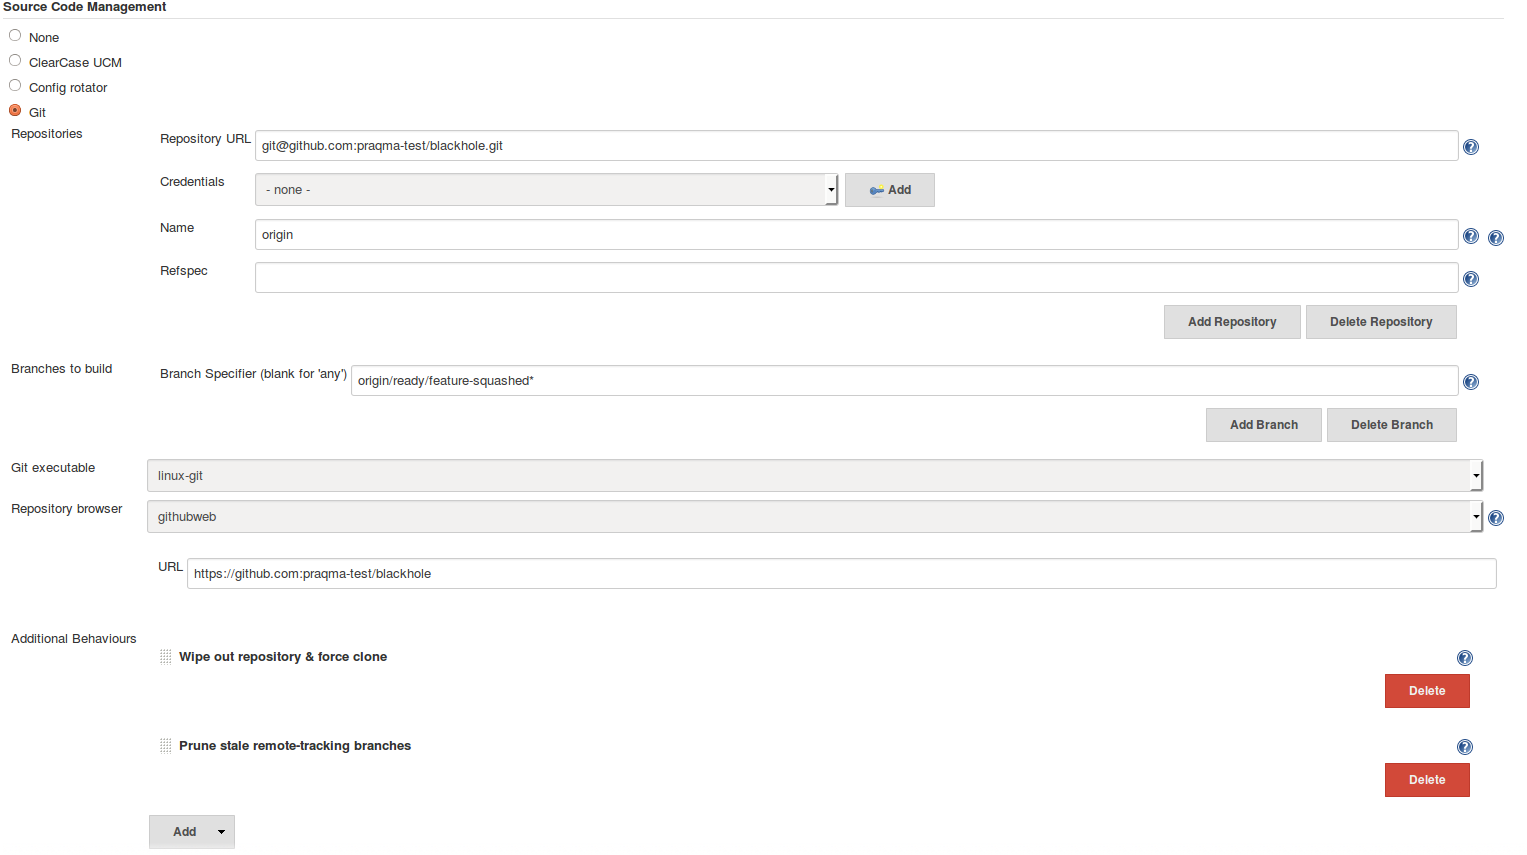 Source Code Management
None
ClearCase UCM
Config rotator
Git
Repositories
Repository URL git@github.com:praqma-test/blackhole.git
Credentials - none - Add
Name origin
Refspec
Add Repository Delete Repository
Branches to build Branch Specifier (blank for 'any') origin/ready/feature-squashed*
Add Branch Delete Branch
Git executable linux-git
Repository browser githubweb
URL https://github.com:praqma-test/blackhole
Additional Behaviours
Wipe out repository & force clone
Delete
Prune stale remote-tracking branches
Delete
Add